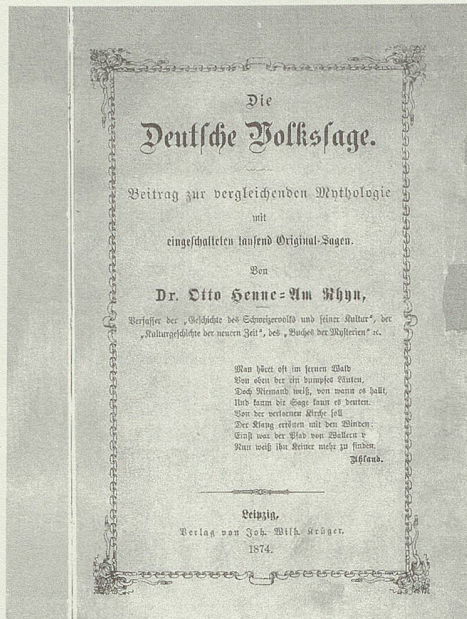 Die
Deutsche Volkssage.
Beitrag zur vergleichenden Mythologie
mit
eingeschalteten tausend Original-Sagen.
Von
Dr. Otto Henne-Am Rhyn,
Verfasser der „Geschichte des Schweizervolks und seiner Kultur“, der
„Kulturgeschichte der neuern Zeit“, des „Buches der Mysterien“ ꝛc.
Man höret oft im fernen Wald
Von oben her ein dumpfes Läuten,
Doch Niemand weiß, von wann es hallt,
Und kaum die Sage kann es deuten.
Von der verlornen Kirche soll
Der Klang ertönen mit den Winden:
Einst war der Pfad von Wallern
Nun weiß ihn Keiner mehr zu finden.
Uhland.
Leipzig,
Verlag von Joh. Wilh. Krüger.
1874.